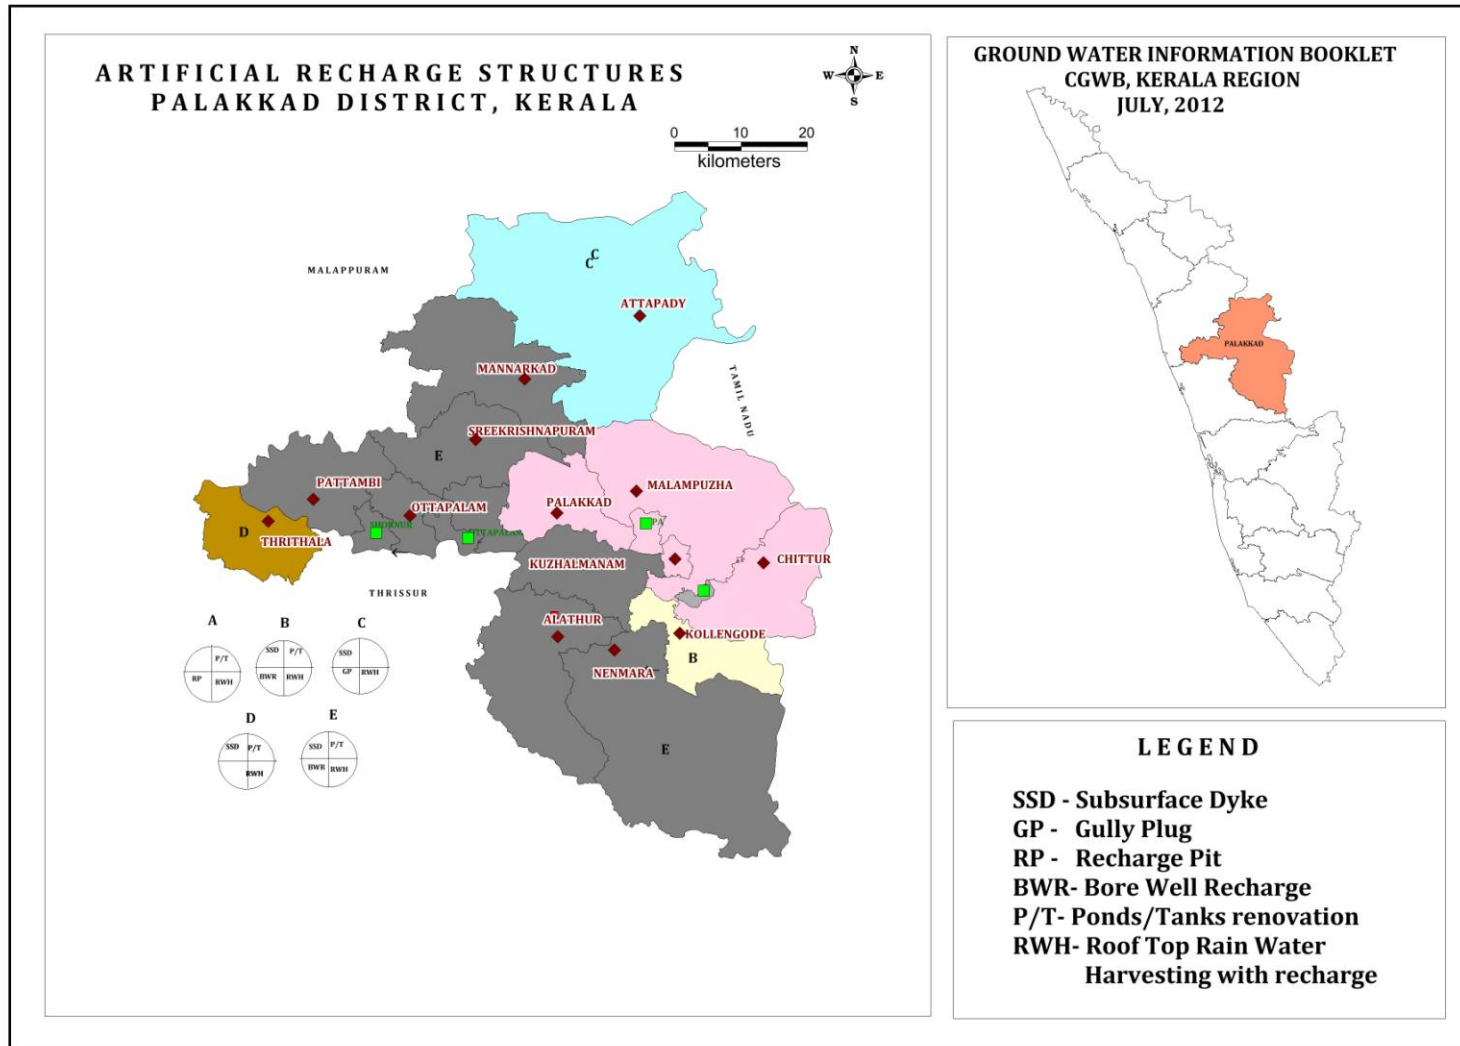 ARTIFICIAL RECHARGE STRUCTURES
PALAKKAD DISTRICT, KERALA
N
W E
S
0 10 20
kilometers
MALAPPURAM
C
C
ATTAPADY
TAMIL NADU
MANNARKAD
SREEKRISHNAPURAM
E
PATTAMBI
OTTAPALAM
PALAKKAD
MALAMPUZHA
PA
SHORNUR
D
THRITHALA
KUZHALMANAM
CHITTUR
THRISSUR
ALATHUR
KOLLENGODE
NENMARA
B
E
A
P/T
RP
RWH
B
SSD P/T
BWR RWH
C
SSD
GP RWH
D
SSD P/T
RWH
E
SSD P/T
BWR RWH
GROUND WATER INFORMATION BOOKLET
CGWB, KERALA REGION
JULY, 2012
PALAKKAD
LEGEND
SSD - Subsurface Dyke
GP - Gully Plug
RP - Recharge Pit
BWR- Bore Well Recharge
P/T- Ponds/Tanks renovation
RWH- Roof Top Rain Water
Harvesting with recharge